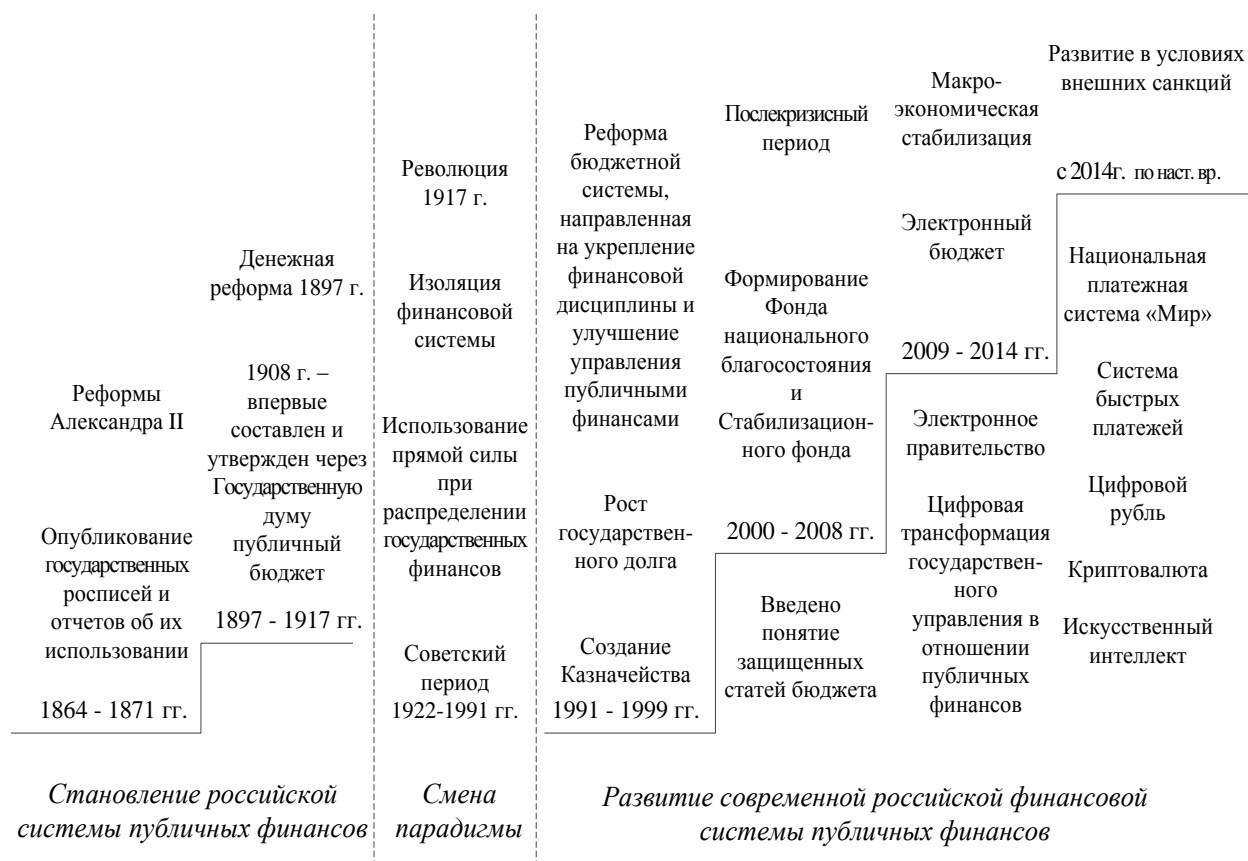 Реформы
Александра II
Опубликование
государственных
росписей и
отчетов об их
использовании
1864 - 1871 гг.
Денежная
реформа 1897 г.
1908 г. –
впервые
составлен и
утвержден через
Государственную
думу
публичный
бюджет
1897 - 1917 гг.
Становление российской
системы публичных финансов
Революция
1917 г.
Изоляция
финансовой
системы
Использование
прямой силы
при
распределении
государственных
финансов
Советский
период
1922-1991 гг.
Смена
парадигмы
Реформа
бюджетной
системы,
направленная
на укрепление
финансовой
дисциплины и
улучшение
управления
публичными
финансами
Рост
государствен-
ного долга
Создание
Казначейства
1991 - 1999 гг.
Послекризисный
период
Формирование
Фонда
национального
благосостояния
и
Стабилизацион-
ного фонда
2000 - 2008 гг.
Введено
понятие
защищенных
статей бюджета
Макро-
экономическая
стабилизация
Электронный
бюджет
2009 - 2014 гг.
Электронное
правительство
Цифровая
трансформация
государствен-
ного
управления в
отношении
публичных
финансов
Развитие в условиях
внешних санкций
с 2014г. по наст. вр.
Национальная
платежная
система «Мир»
Система
быстрых
платежей
Цифровой
рубль
Криптовалюта
Искусственный
интеллект
Развитие современной российской финансовой
системы публичных финансов